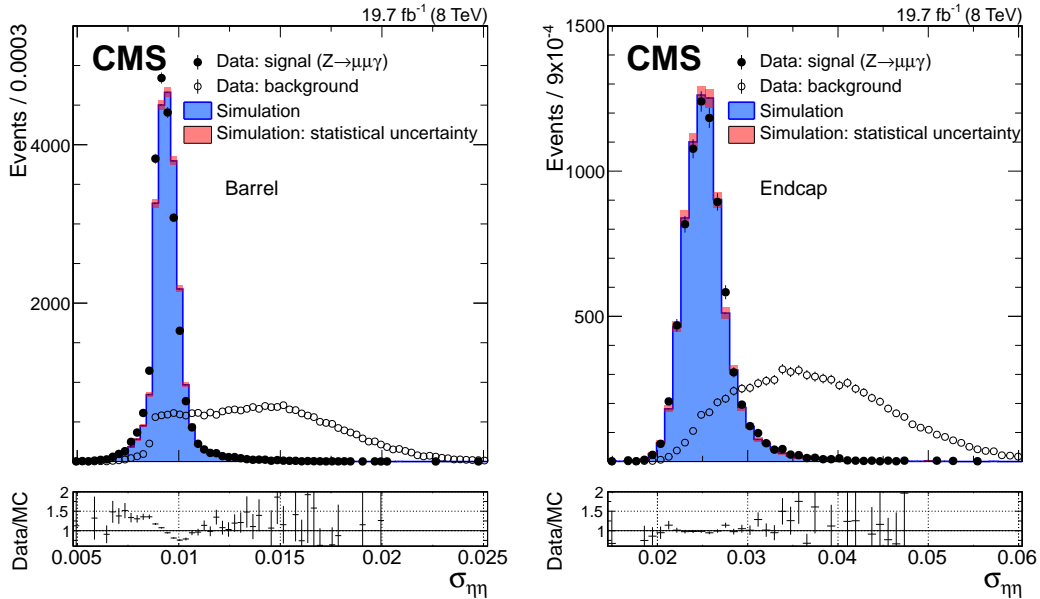 19.7 fb⁻¹ (8 TeV)
Events / 0.0003
CMS
Data: signal (Z→μμγ)
Data: background
Simulation
Simulation: statistical uncertainty
Barrel
4000
2000
Data/MC
2
1.5
1
0.005 0.010 0.015 0.020 0.025
σηη
19.7 fb⁻¹ (8 TeV)
Events / 9x10⁻⁴
1500
CMS
Data: signal (Z→μμγ)
Data: background
Simulation
Simulation: statistical uncertainty
Endcap
1000
500
Data/MC
2
1.5
1
0.02 0.03 0.04 0.05 0.06
σηη